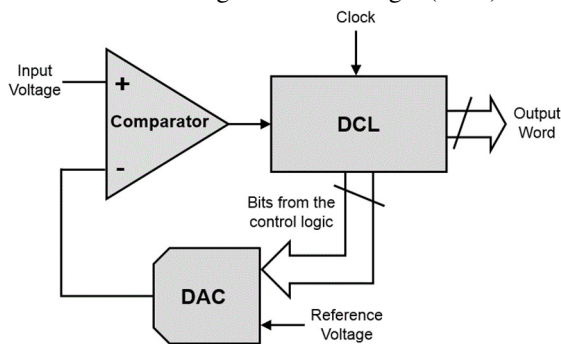 Clock
Input
Voltage
+
Comparator
-
DCL
Output
Word
Bits from the
control logic
DAC
Reference
Voltage